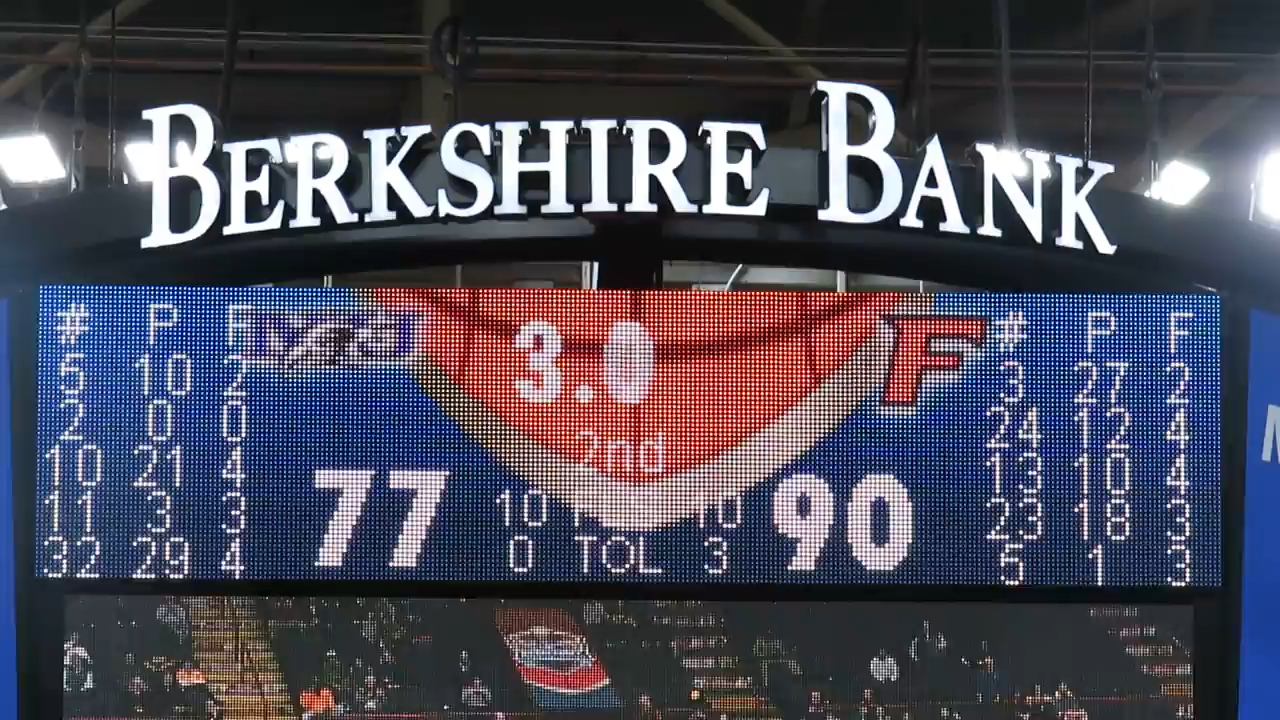 BERKSHIRE BANK
# P F 3.0 F # P F
5 10 2 3 27 2
2 0 0 2nd 24 12 4
10 21 4 13 10 4
11 3 3 77 10 10 90 23 18 3
32 29 4 0 TOL 3 5 1 3